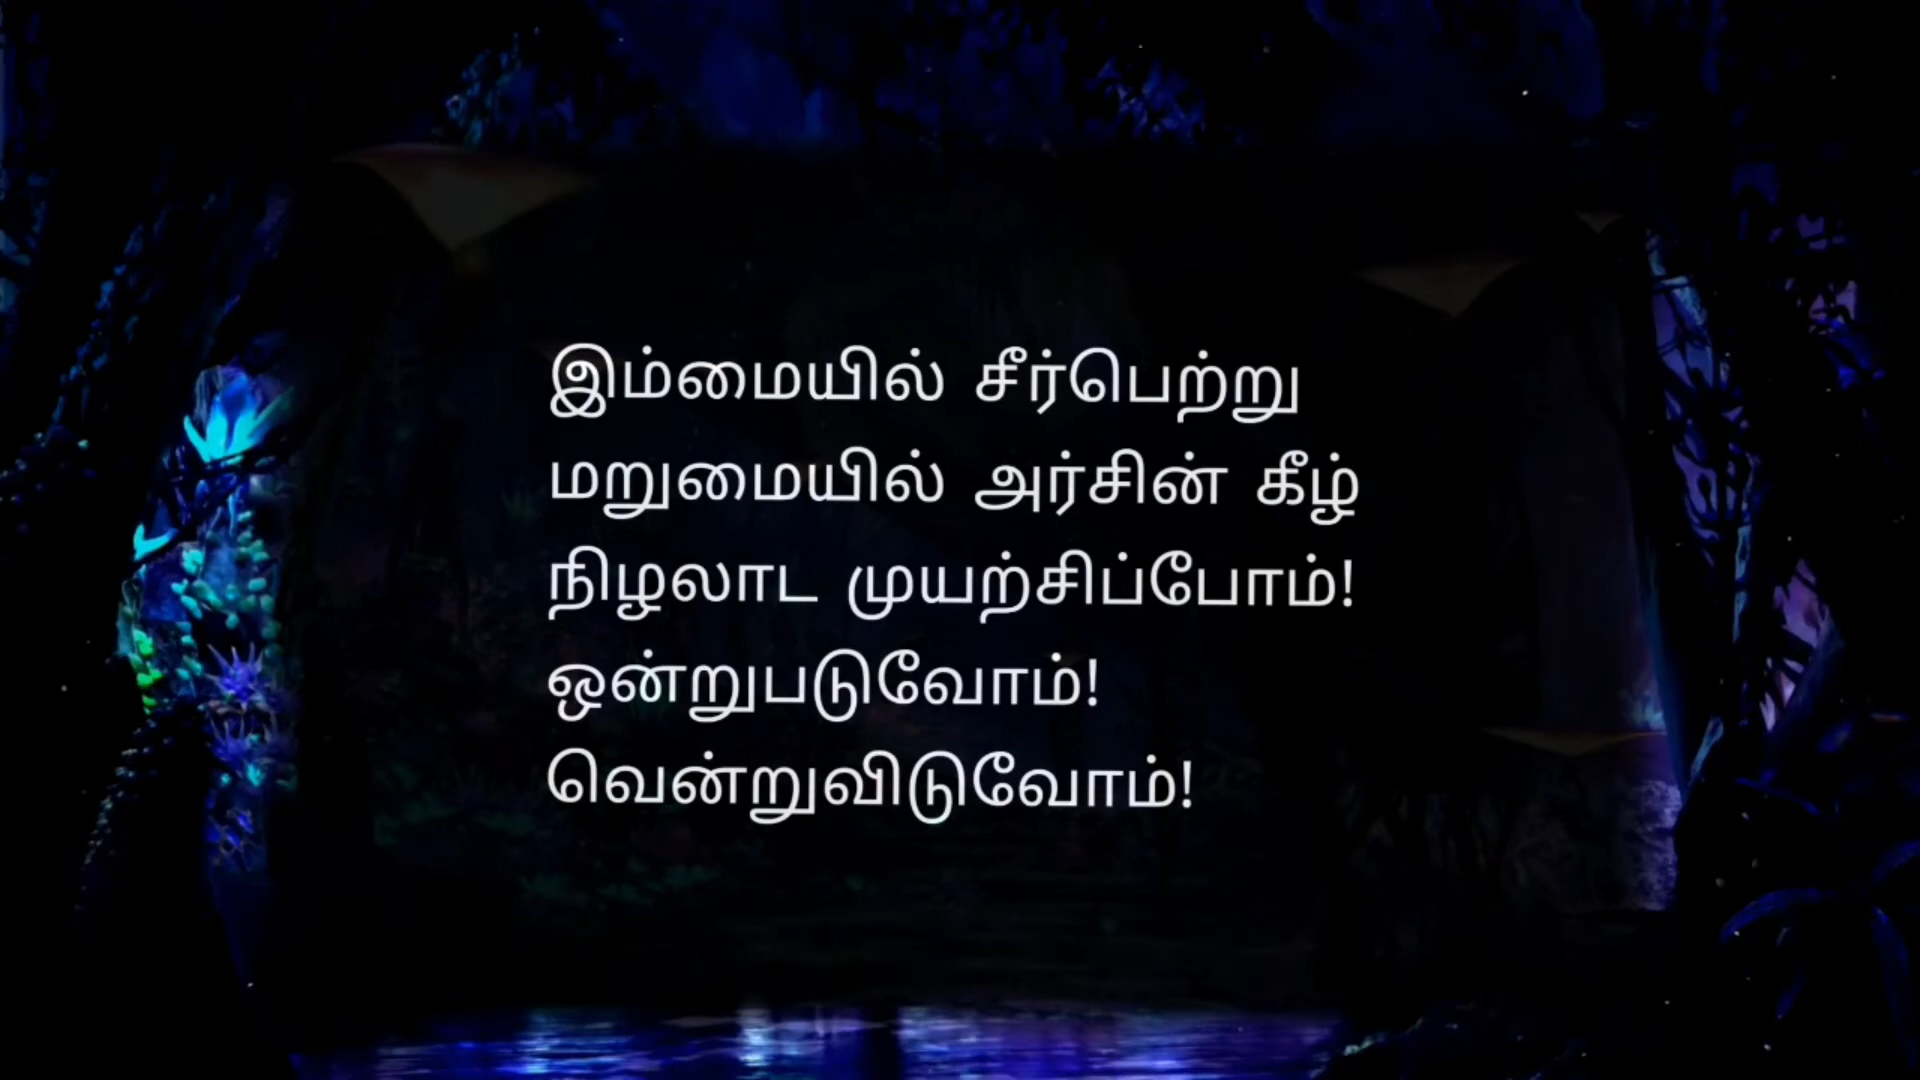 இம்மையில் சீர்பெற்று
மறுமையில் அர்சின் கீழ்
நிழலாட முயற்சிப்போம்!
ஒன்றுபடுவோம்!
வென்றுவிடுவோம்!